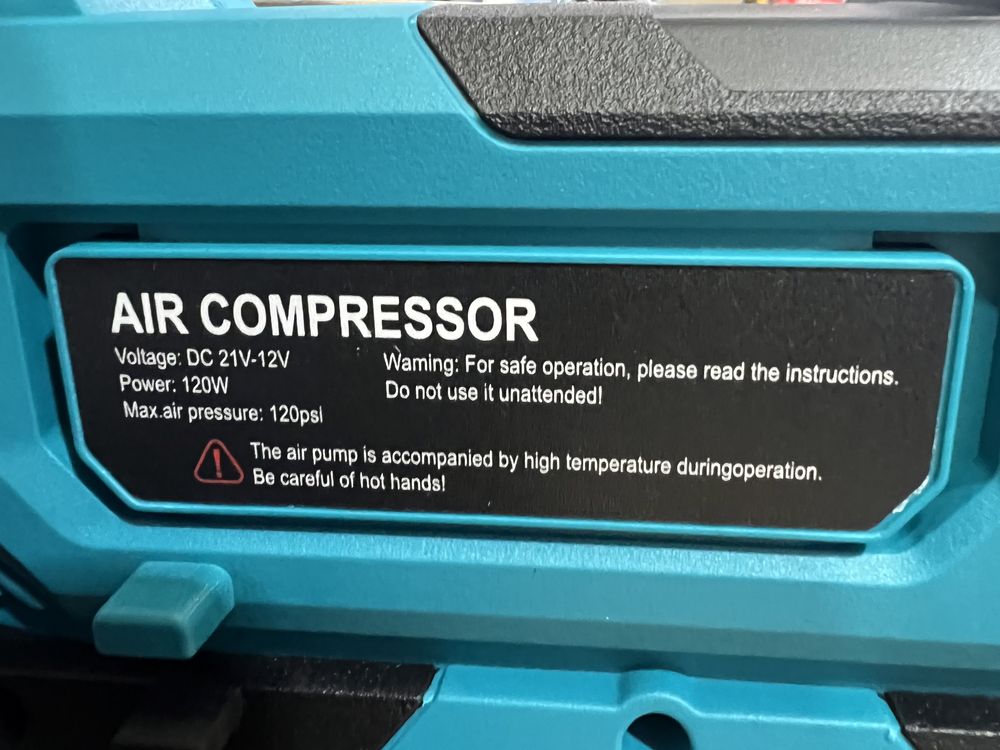 AIR COMPRESSOR
Voltage: DC 21V-12V
Power: 120W
Max.air pressure: 120psl
Warning: For safe operation, please read the instructions.
Do not use it unattended!
The air pump is accompanied by high temperature duringoperation.
Be careful of hot hands!